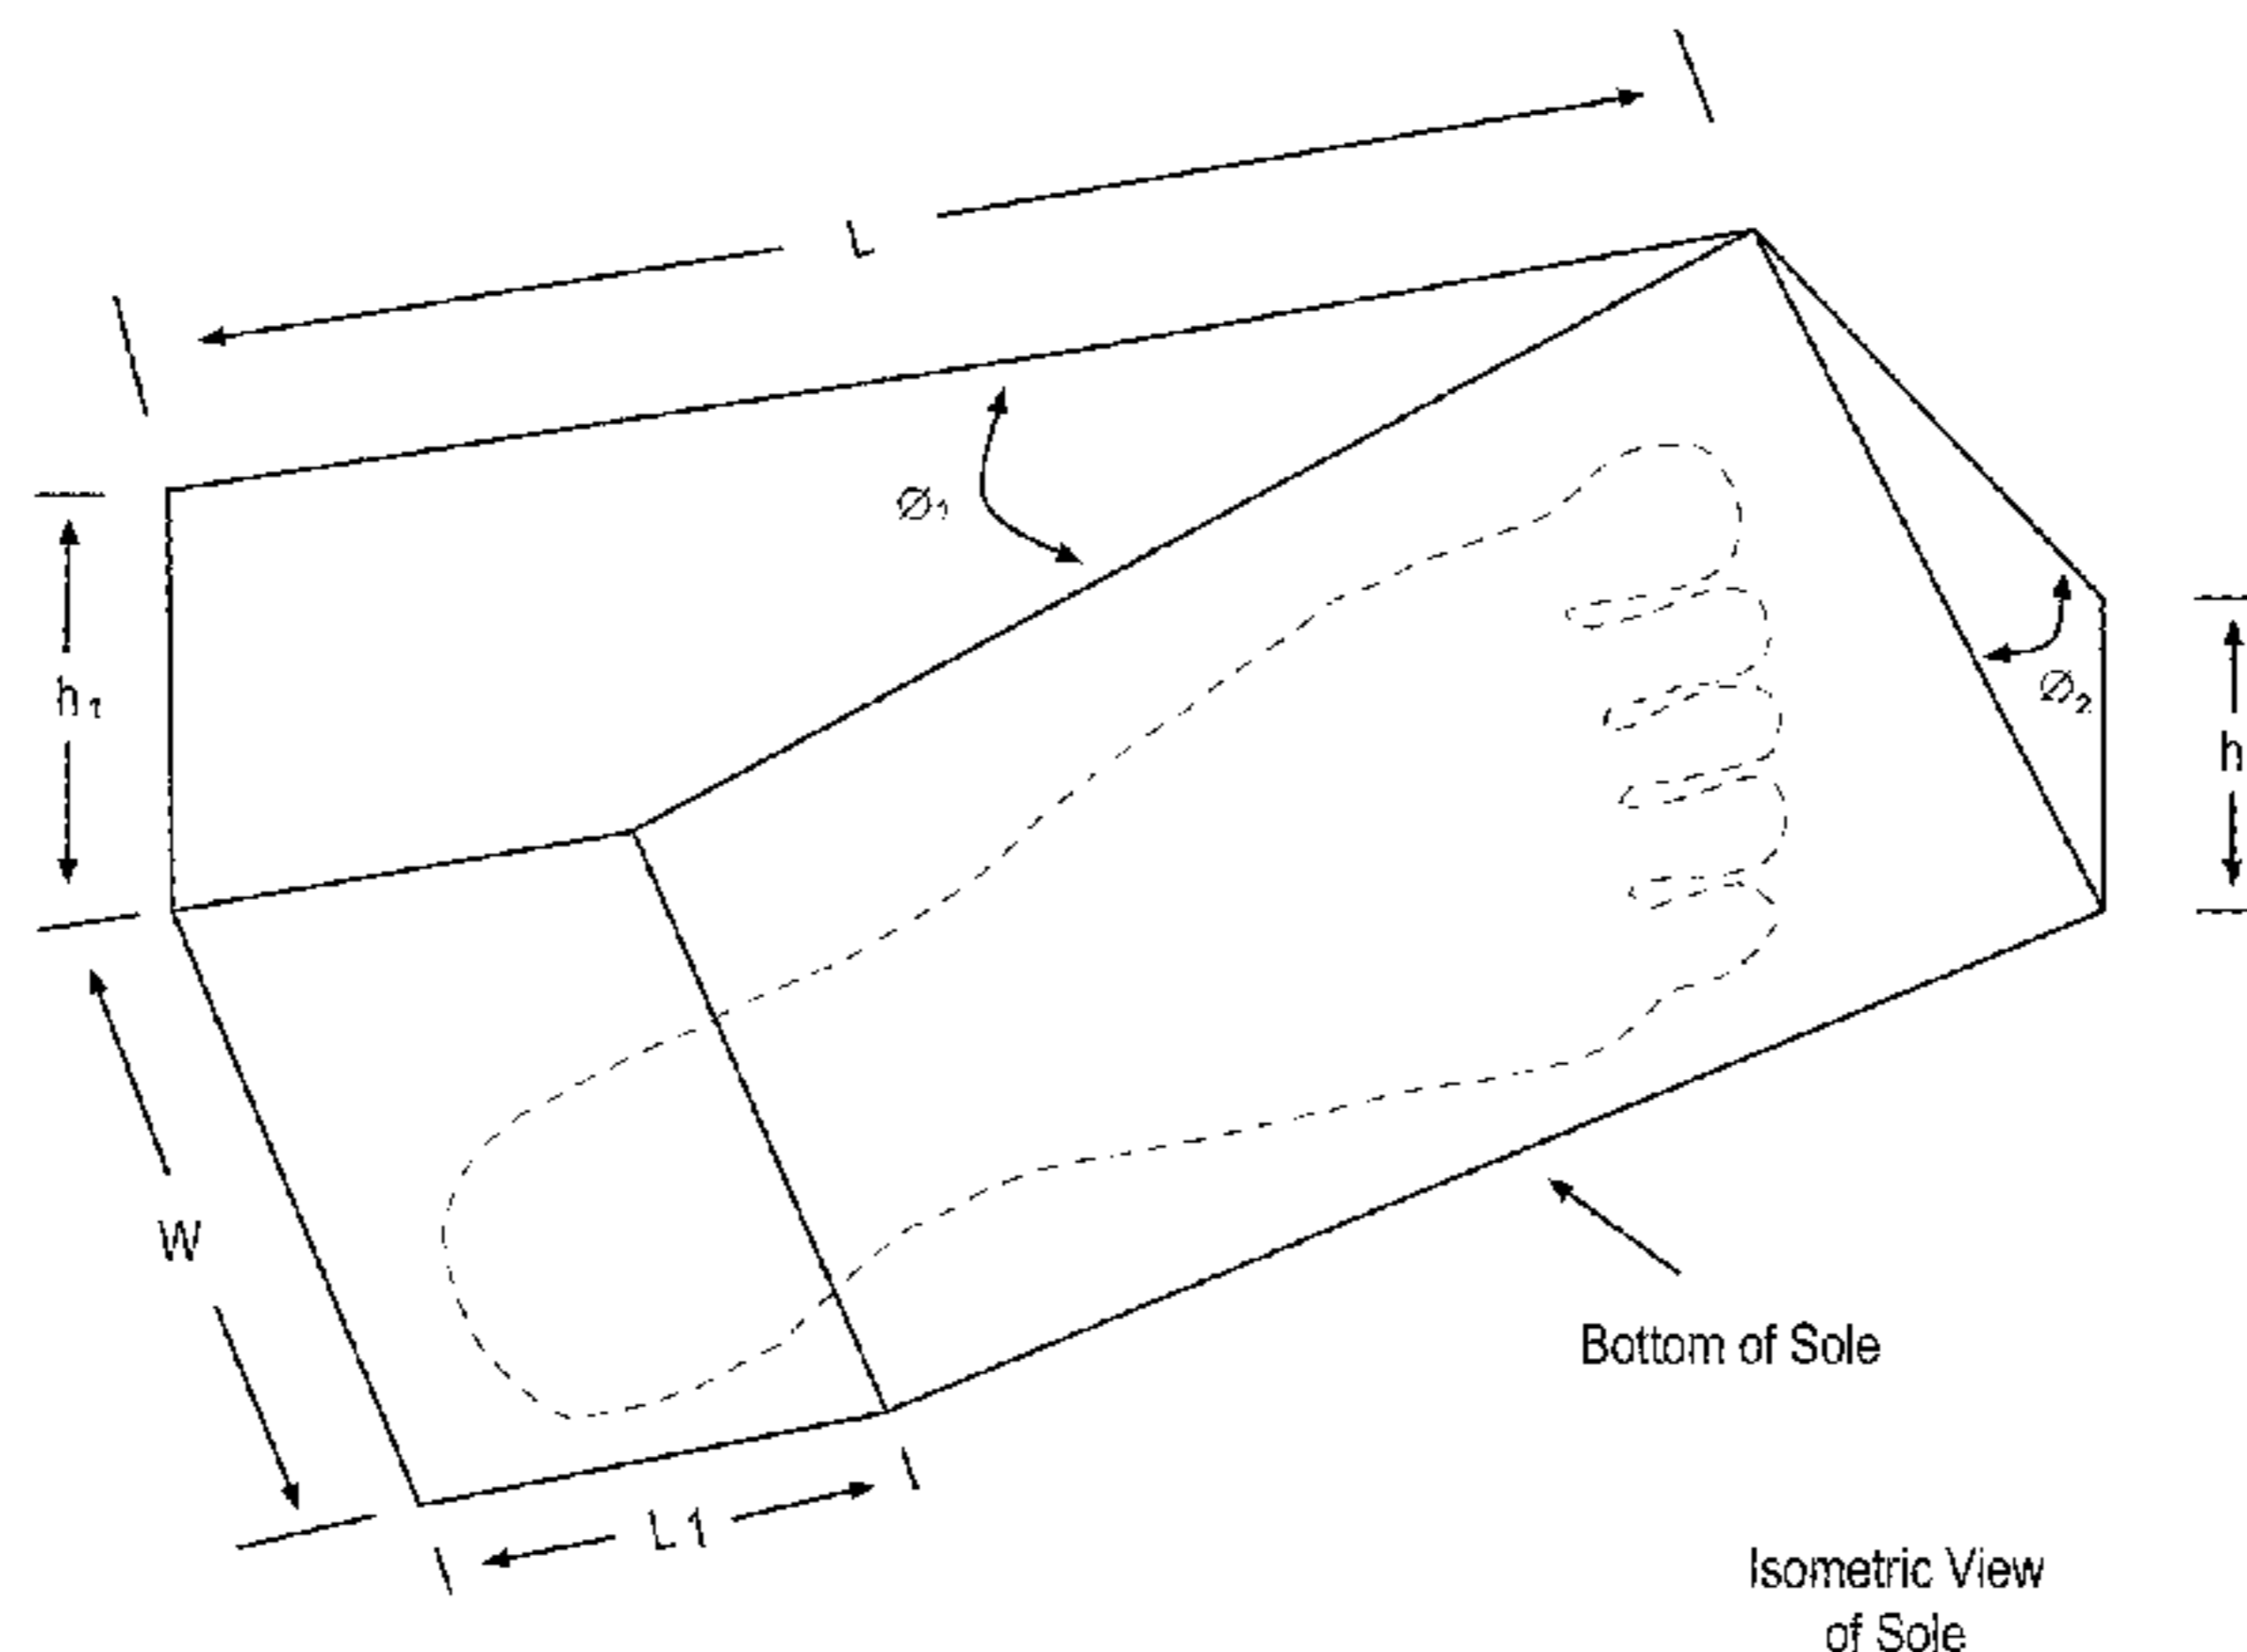 L
Ø1
h1
Ø2
h
W
Bottom of Sole
L1
Isometric View
of Sole